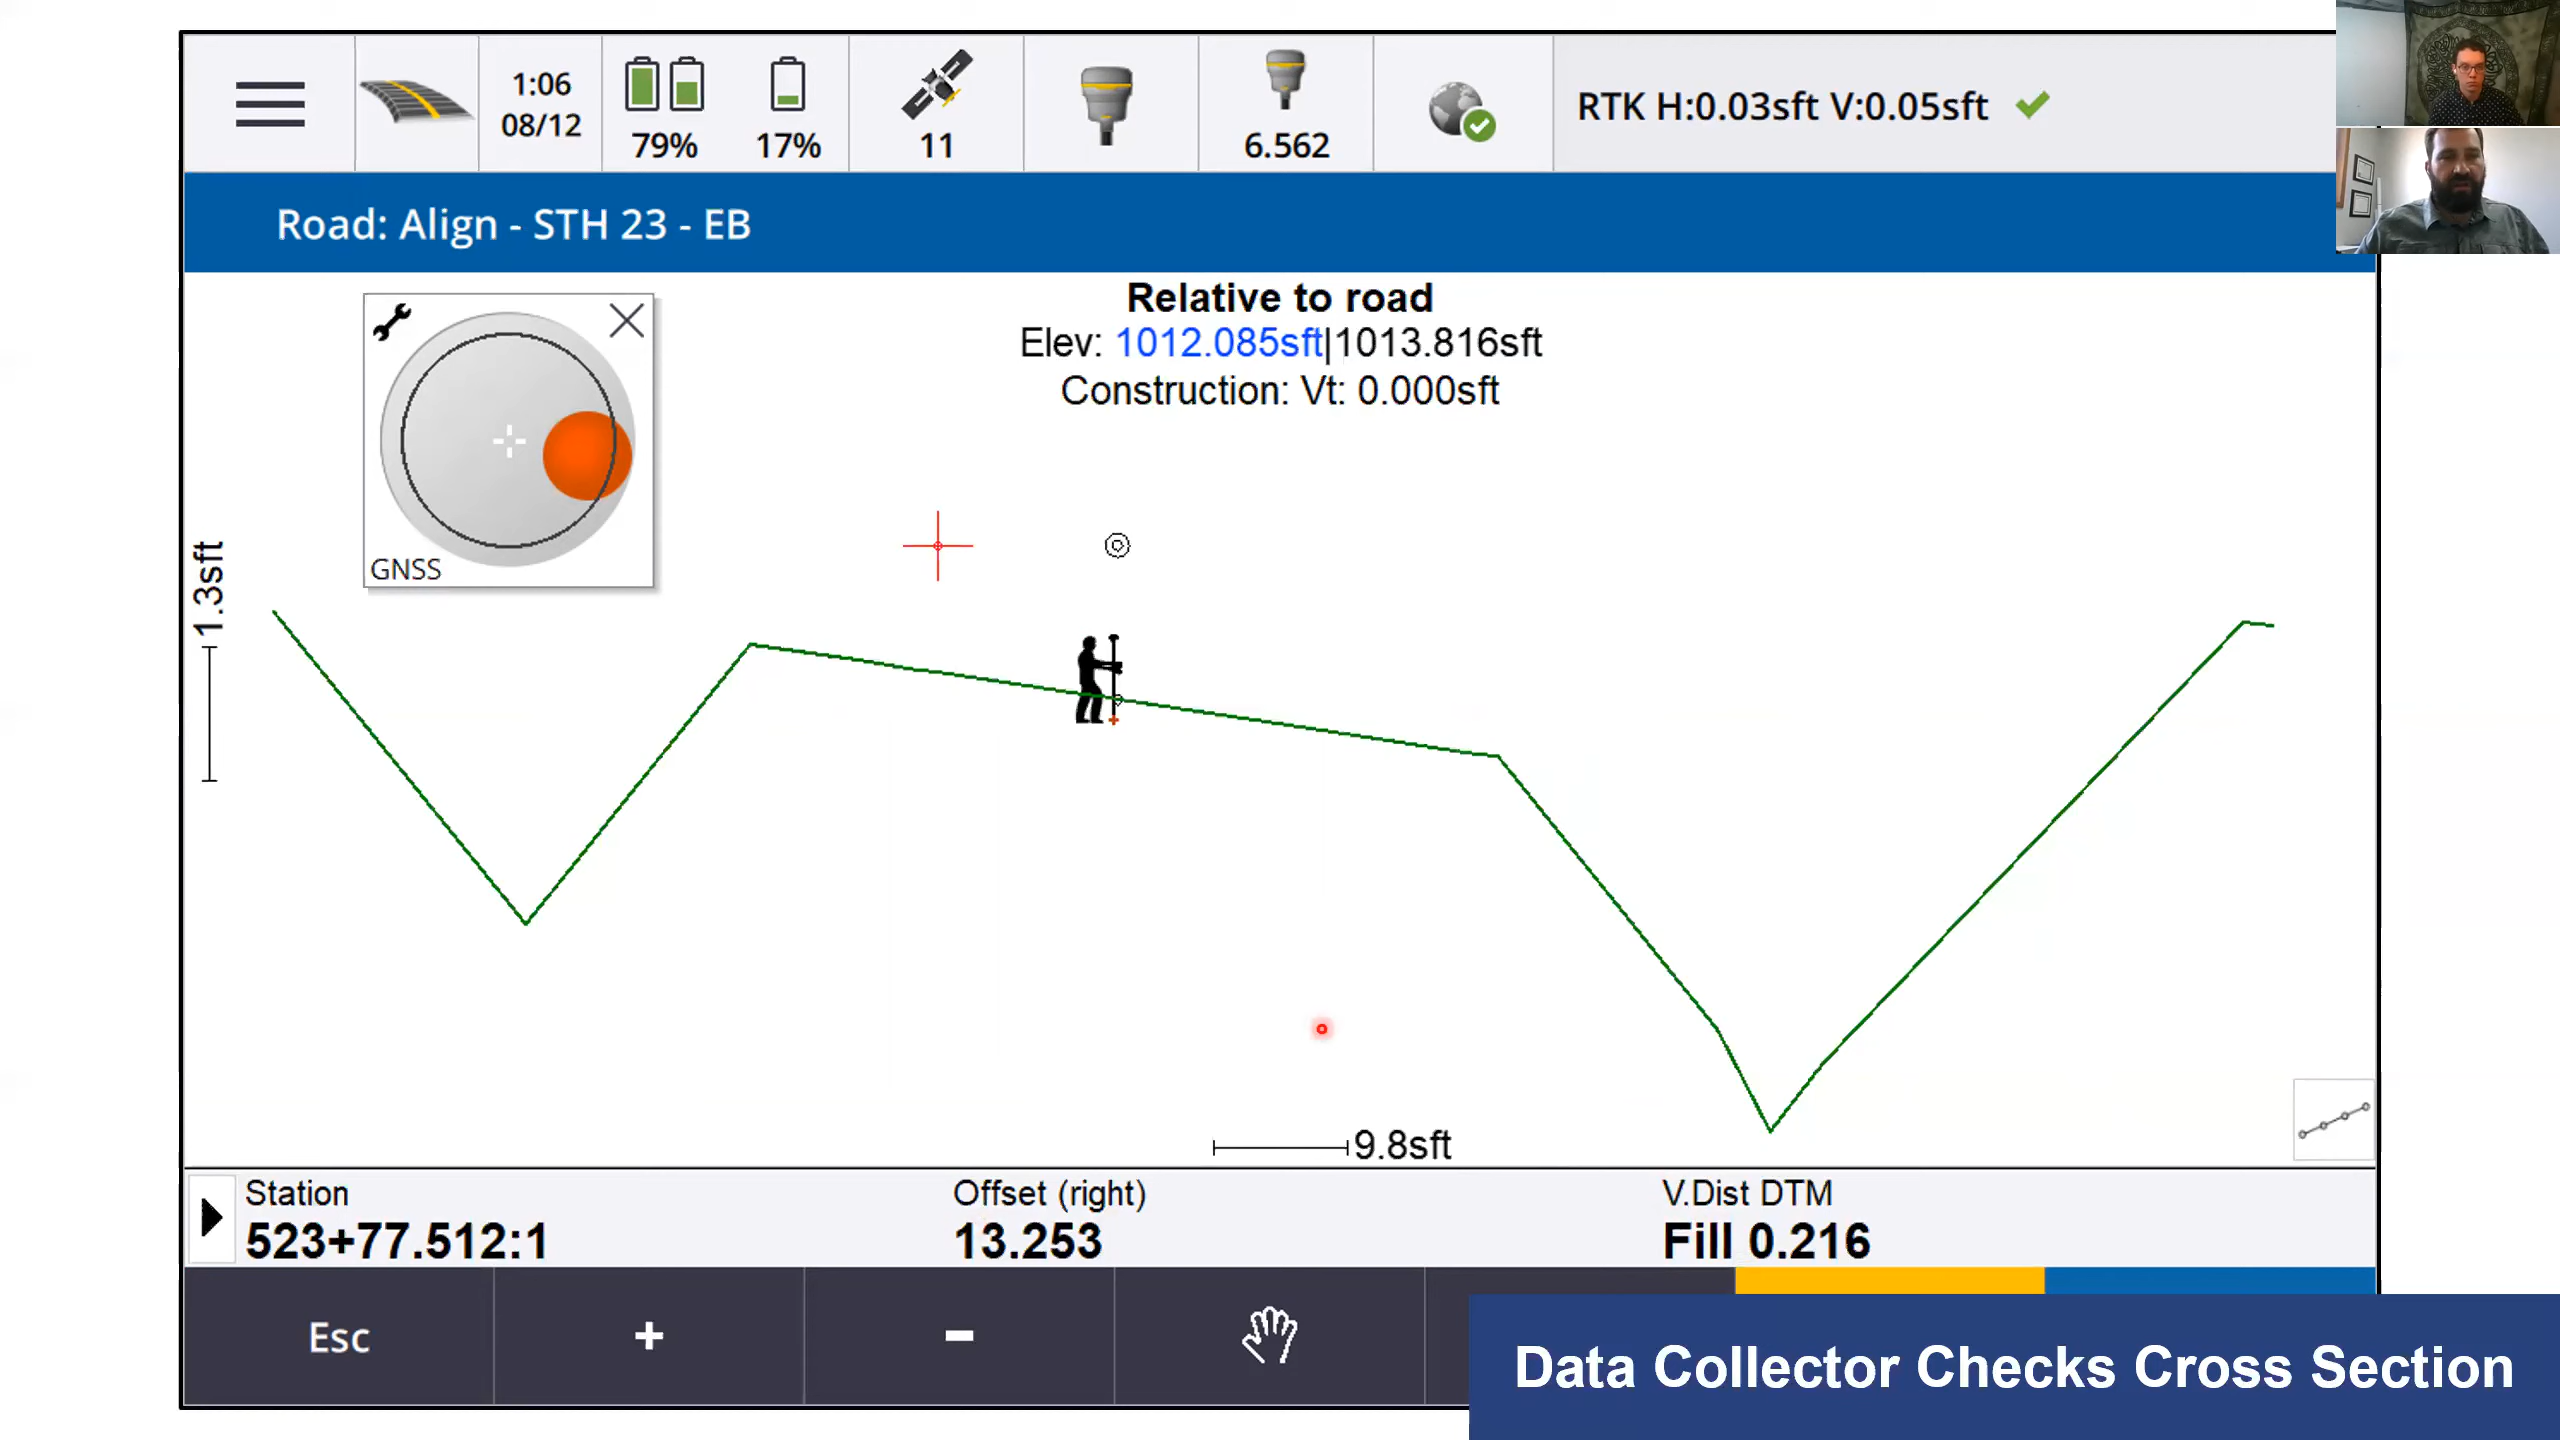 1:06
08/12
79%
17%
11
6.562
RTK H:0.03sft V:0.05sft
Road: Align - STH 23 - EB
Relative to road
Elev: 1012.085sft|1013.816sft
Construction: Vt: 0.000sft
GNSS
1.3sft
9.8sft
Station
523+77.512:1
Offset (right)
13.253
V.Dist DTM
Fill 0.216
Esc
+
-
Data Collector Checks Cross Section